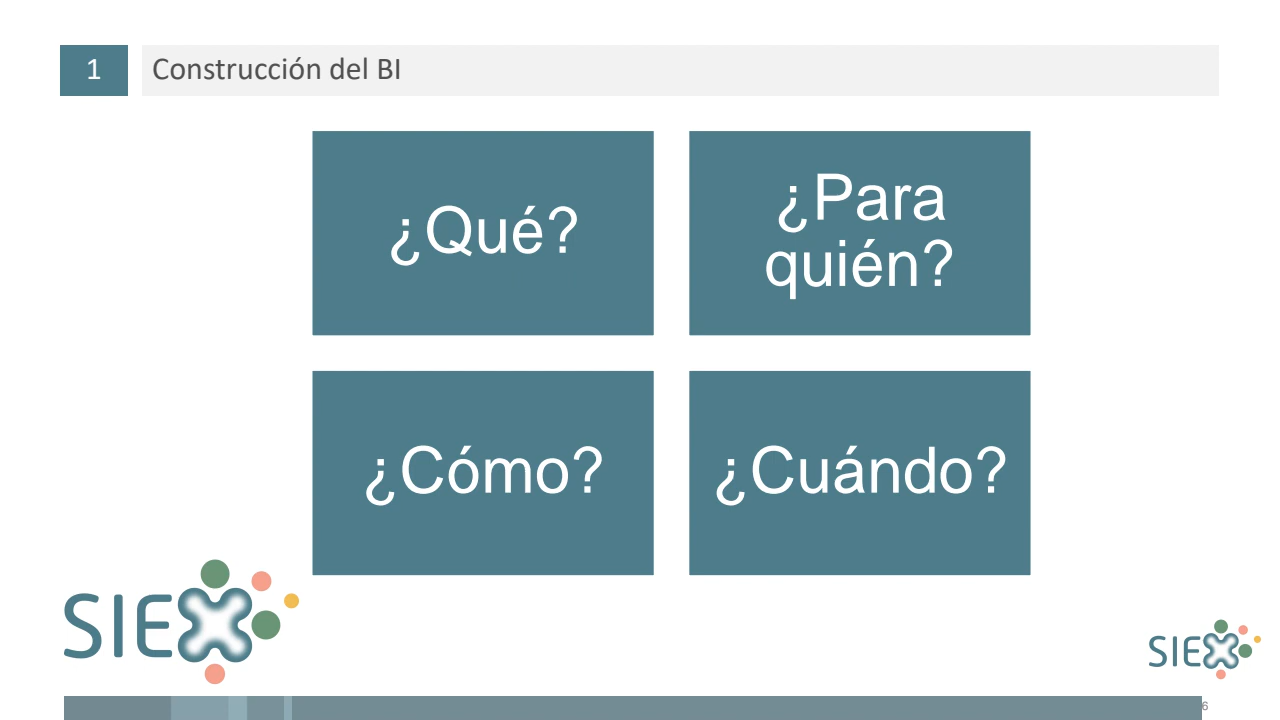 1
Construcción del BI
¿Qué?
¿Para
quién?
¿Cómo?
¿Cuándo?
SIEX
SIEX
6